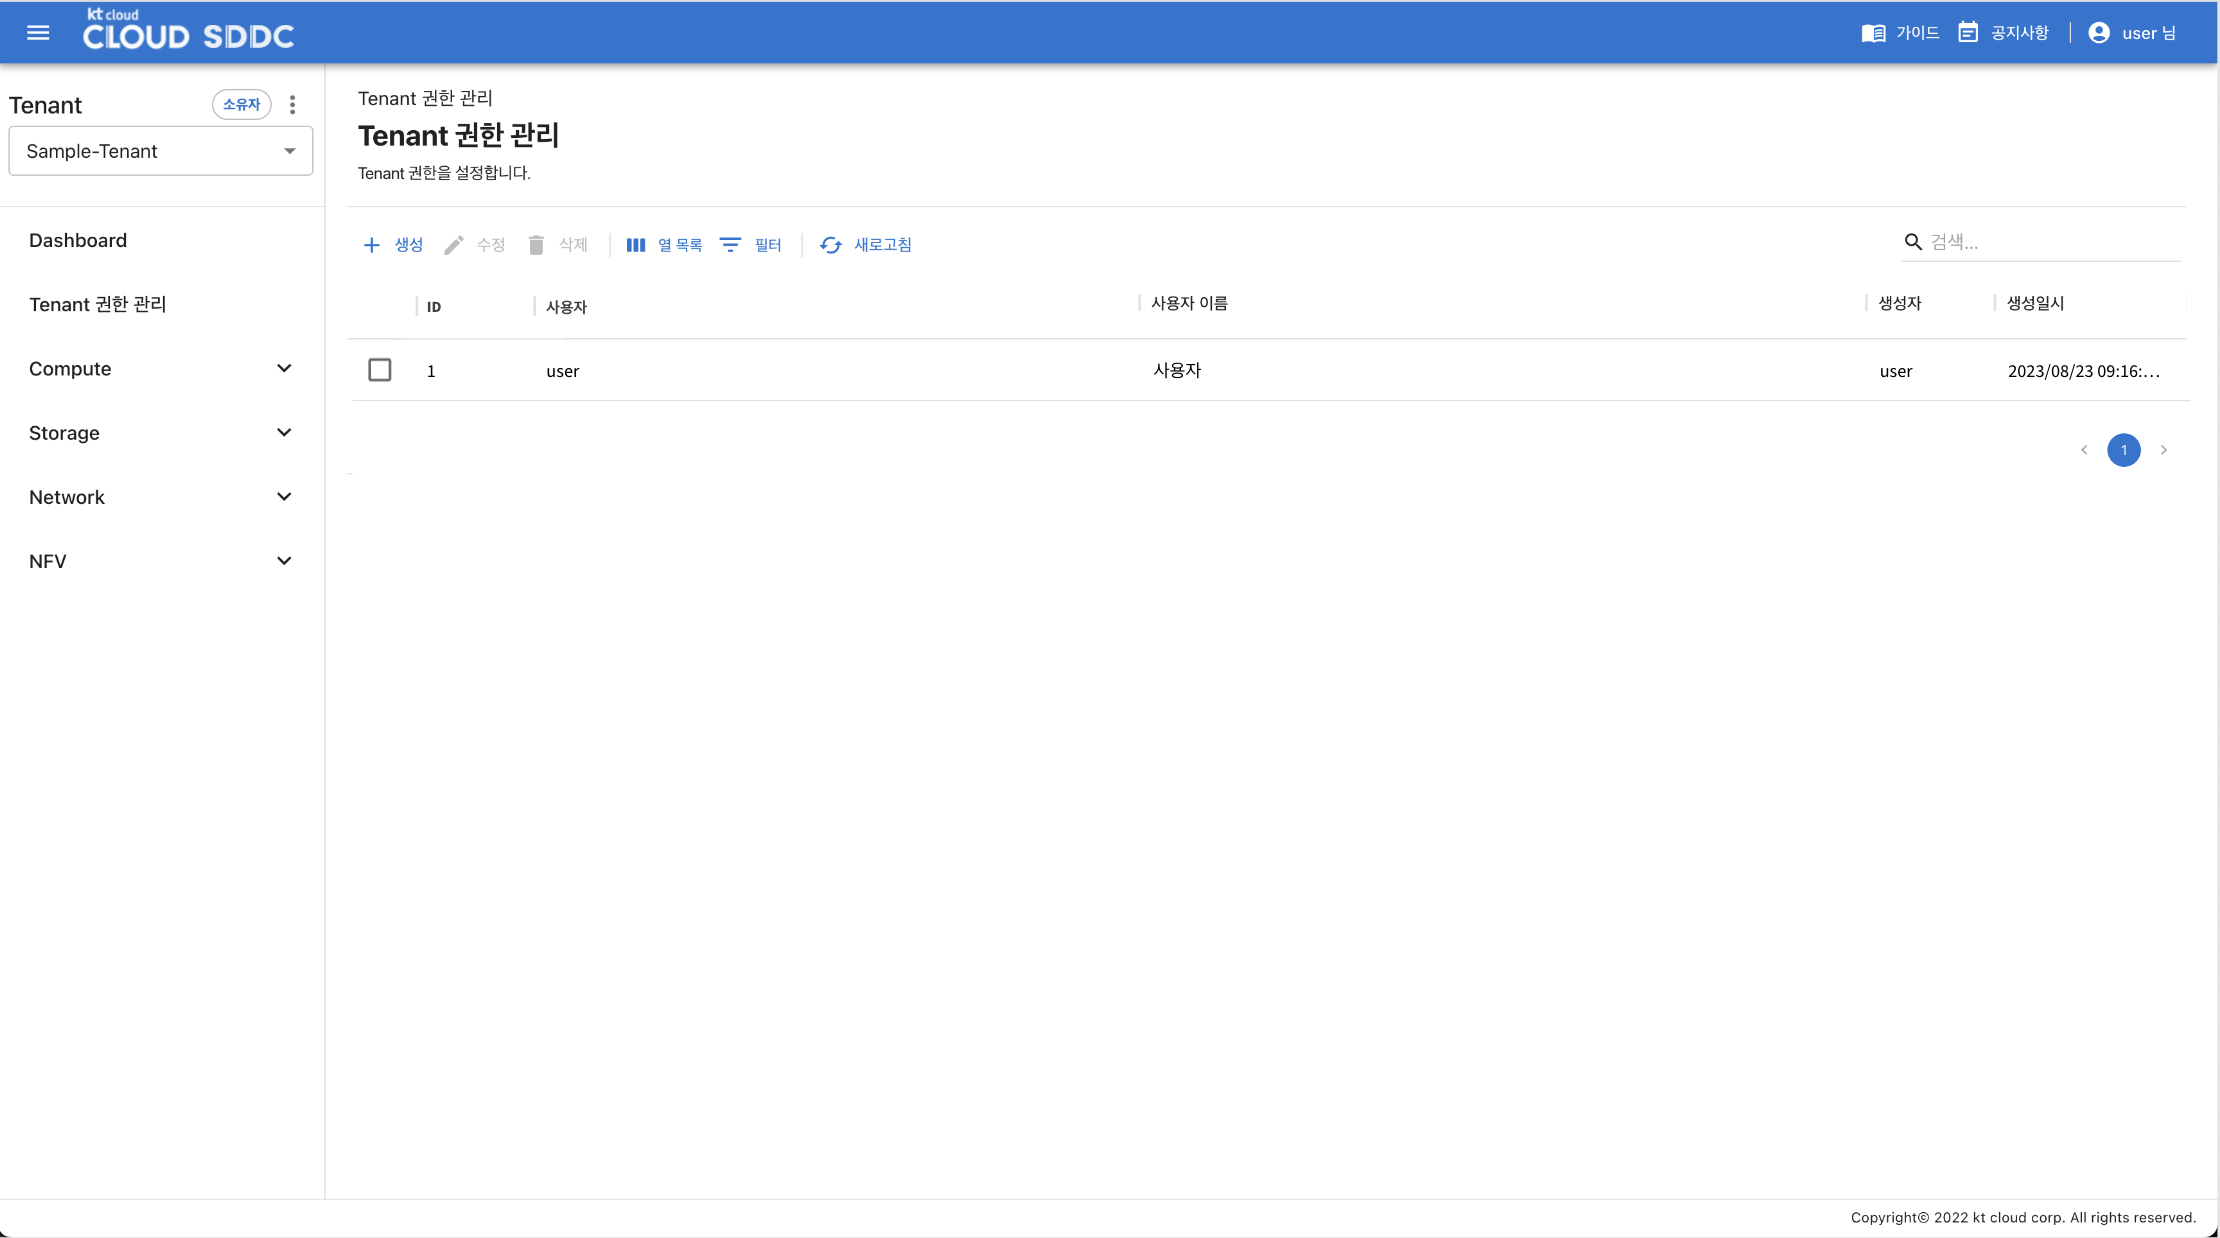 kt cloud
CLOUD SDDC
가이드
공지사항
user 님
Tenant
소유자
Sample-Tenant
Dashboard
Tenant 권한 관리
Compute
Storage
Network
NFV
Tenant 권한 관리
Tenant 권한 관리
Tenant 권한을 설정합니다.
생성 수정 삭제 열 목록 필터 새로고침
검색...
ID 사용자 사용자 이름 생성자 생성일시
1 user 사용자 user 2023/08/23 09:16:...
1
Copyright© 2022 kt cloud corp. All rights reserved.